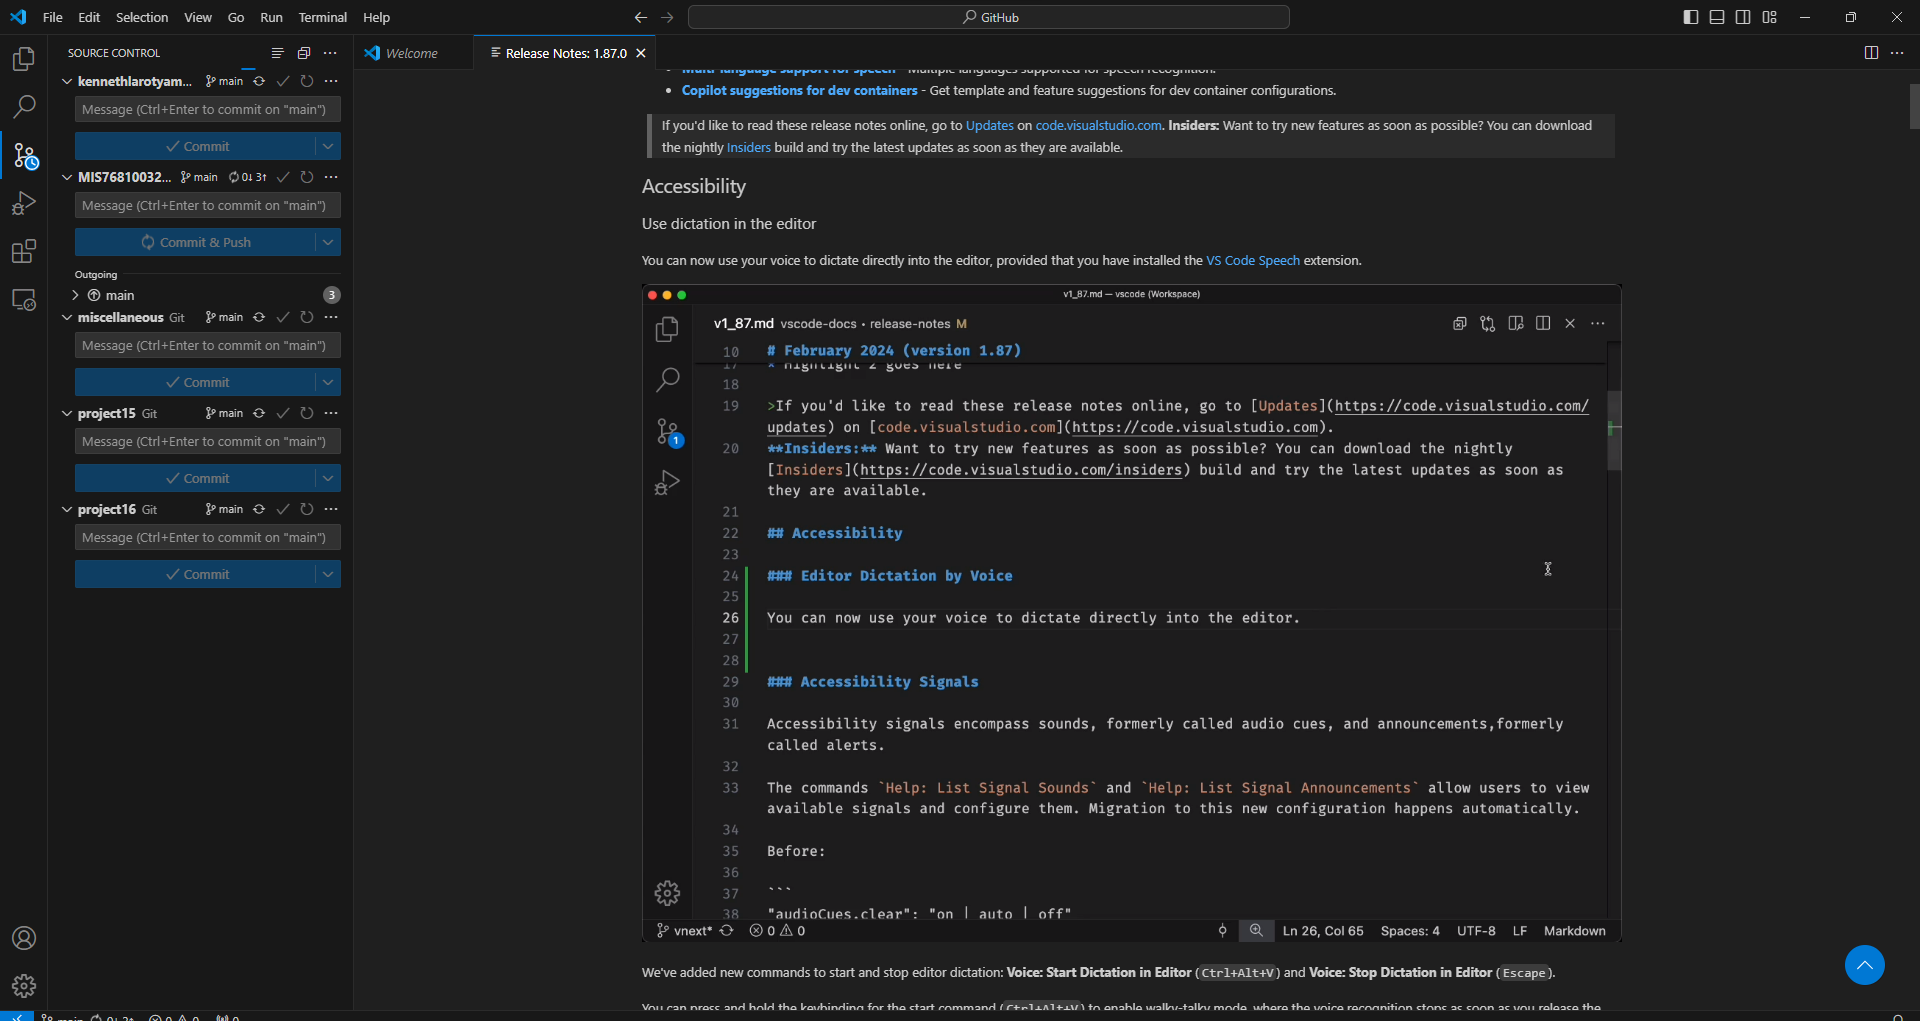 File Edit Selection View Go Run Terminal Help
GitHub
SOURCE CONTROL
Welcome
Release Notes: 1.87.0
kennethlarotyam... main
Message (Ctrl+Enter to commit on "main")
Commit
MIS76810032... main 0↓ 3↑
Message (Ctrl+Enter to commit on "main")
Commit & Push
Outgoing
main 3
miscellaneous Git main
Message (Ctrl+Enter to commit on "main")
Commit
project15 Git main
Message (Ctrl+Enter to commit on "main")
Commit
project16 Git main
Message (Ctrl+Enter to commit on "main")
Commit
Multi-language support for speech - Multiple languages supported for speech recognition.
• Copilot suggestions for dev containers - Get template and feature suggestions for dev container configurations.
If you'd like to read these release notes online, go to Updates on code.visualstudio.com. Insiders: Want to try new features as soon as possible? You can download
the nightly Insiders build and try the latest updates as soon as they are available.
Accessibility
Use dictation in the editor
You can now use your voice to dictate directly into the editor, provided that you have installed the VS Code Speech extension.
v1_87.md — vscode (Workspace)
v1_87.md vscode-docs • release-notes M
10 # February 2024 (version 1.87)
17 * Highlight 2 goes here
18
19 >If you'd like to read these release notes online, go to [Updates](https://code.visualstudio.com/
updates) on [code.visualstudio.com](https://code.visualstudio.com).
20 **Insiders:** Want to try new features as soon as possible? You can download the nightly
[Insiders](https://code.visualstudio.com/insiders) build and try the latest updates as soon as
they are available.
21
22 ## Accessibility
23
24 ### Editor Dictation by Voice
25
26 You can now use your voice to dictate directly into the editor.
27
28
29 ### Accessibility Signals
30
31 Accessibility signals encompass sounds, formerly called audio cues, and announcements,formerly
called alerts.
32
33 The commands `Help: List Signal Sounds` and `Help: List Signal Announcements` allow users to view
available signals and configure them. Migration to this new configuration happens automatically.
34
35 Before:
36
37 ```
38 "audioCues.clear": "on | auto | off"
1
vnext* 0 0 Ln 26, Col 65 Spaces: 4 UTF-8 LF Markdown
We've added new commands to start and stop editor dictation: Voice: Start Dictation in Editor (Ctrl+Alt+V) and Voice: Stop Dictation in Editor (Escape).
You can press and hold the keybinding for the start command (Ctrl+Alt+V) to enable walky-talky mode, where the voice recognition stops as soon as you release the
main 0↓ 3↑ 0 0 0